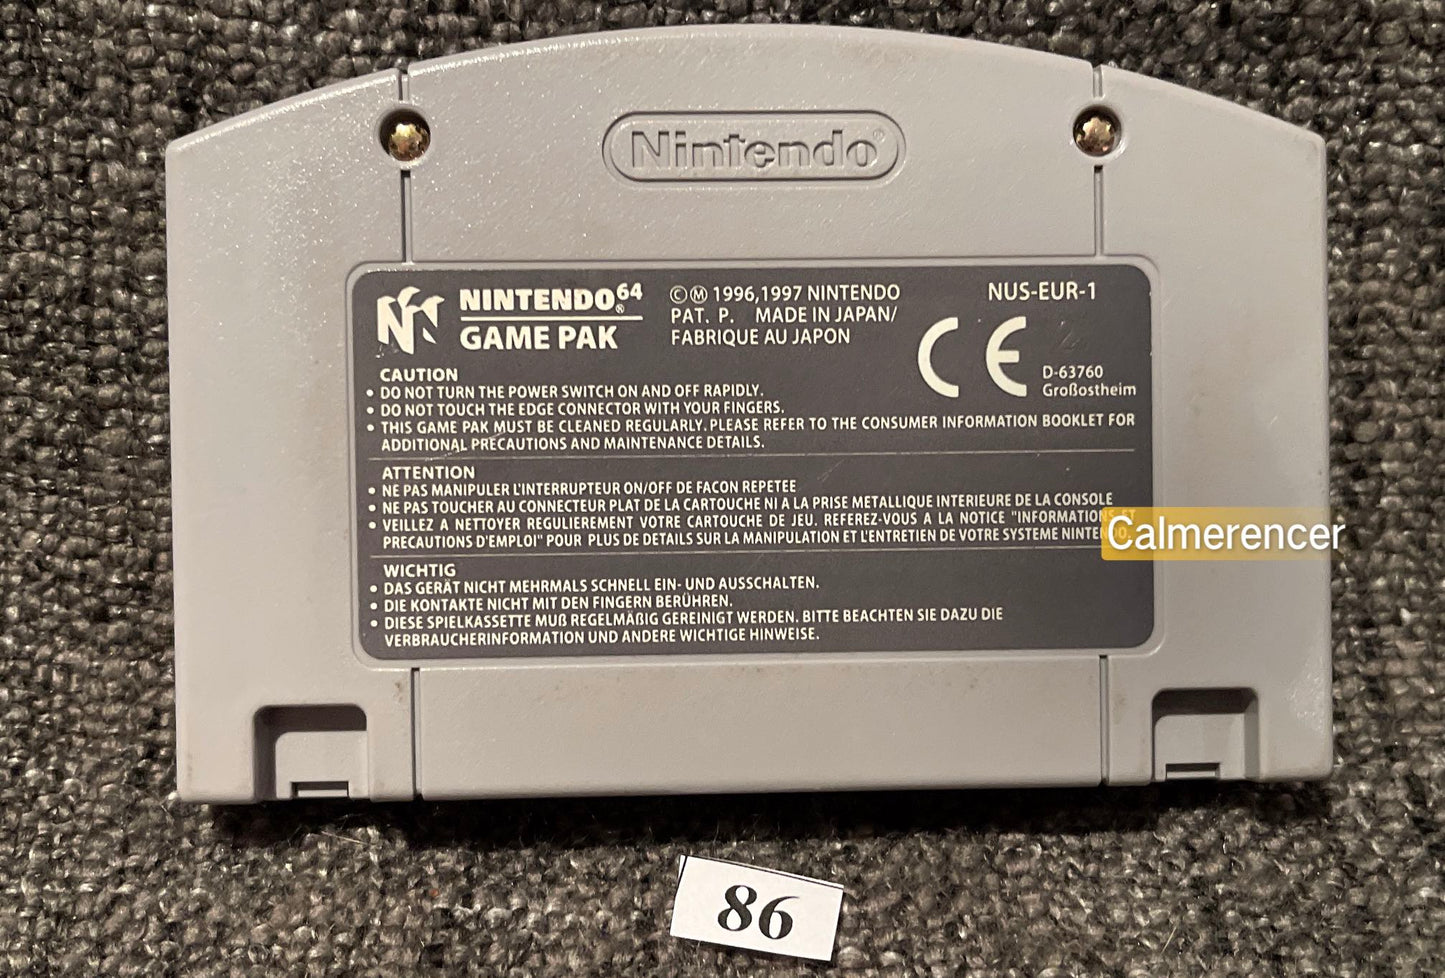 Nintendo®
NINTENDO64®
GAME PAK
©Ⓜ 1996,1997 NINTENDO
PAT. P. MADE IN JAPAN/
FABRIQUE AU JAPON
NUS-EUR-1
CE
D-63760
Großostheim
CAUTION
• DO NOT TURN THE POWER SWITCH ON AND OFF RAPIDLY.
• DO NOT TOUCH THE EDGE CONNECTOR WITH YOUR FINGERS.
• THIS GAME PAK MUST BE CLEANED REGULARLY. PLEASE REFER TO THE CONSUMER INFORMATION BOOKLET FOR
ADDITIONAL PRECAUTIONS AND MAINTENANCE DETAILS.
ATTENTION
• NE PAS MANIPULER L'INTERRUPTEUR ON/OFF DE FACON REPETEE
• NE PAS TOUCHER AU CONNECTEUR PLAT DE LA CARTOUCHE NI A LA PRISE METALLIQUE INTERIEURE DE LA CONSOLE
• VEILLEZ A NETTOYER REGULIEREMENT VOTRE CARTOUCHE DE JEU. REFEREZ-VOUS A LA NOTICE "INFORMATIONS ET
PRECAUTIONS D'EMPLOI" POUR PLUS DE DETAILS SUR LA MANIPULATION ET L'ENTRETIEN DE VOTRE SYSTEME NINTENDO.
Calmerencer
WICHTIG
• DAS GERÄT NICHT MEHRMALS SCHNELL EIN- UND AUSSCHALTEN.
• DIE KONTAKTE NICHT MIT DEN FINGERN BERÜHREN.
• DIESE SPIELKASSETTE MUß REGELMÄßIG GEREINIGT WERDEN. BITTE BEACHTEN SIE DAZU DIE
VERBRAUCHERINFORMATION UND ANDERE WICHTIGE HINWEISE.
86